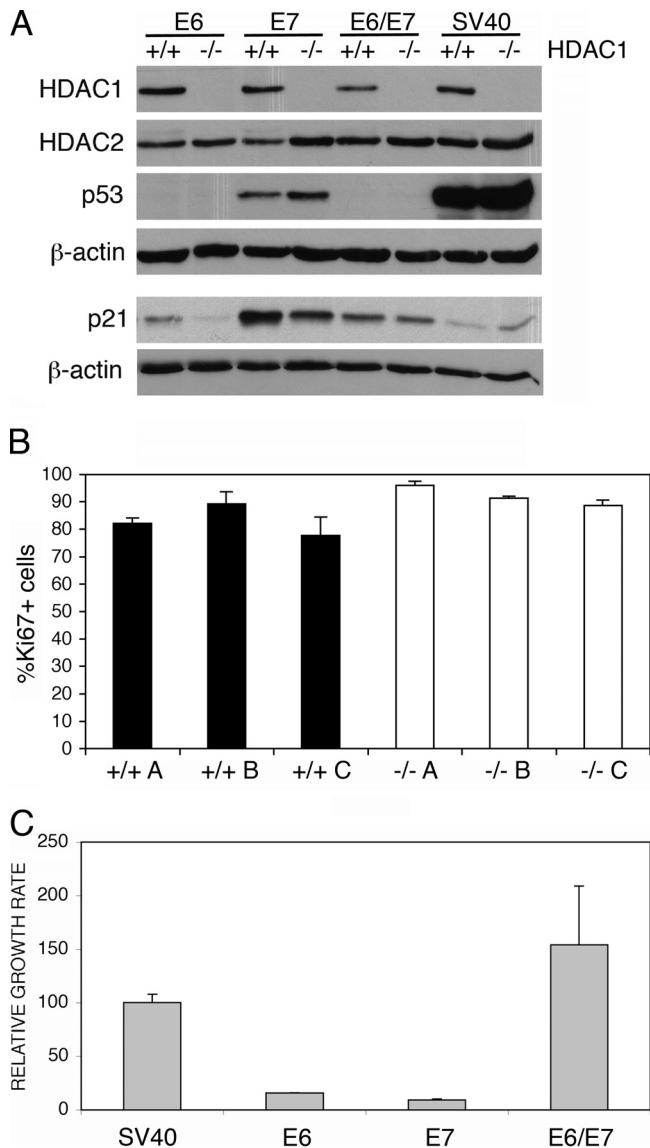 A
E6 E7 E6/E7 SV40
+/+ -/- +/+ -/- +/+ -/- +/+ -/- HDAC1
HDAC1
HDAC2
p53
β-actin
p21
β-actin
B
%Ki67+ cells
100
90
80
70
60
50
40
30
20
10
0
+/+ A +/+ B +/+ C -/- A -/- B -/- C
C
RELATIVE GROWTH RATE
250
200
150
100
50
0
SV40 E6 E7 E6/E7